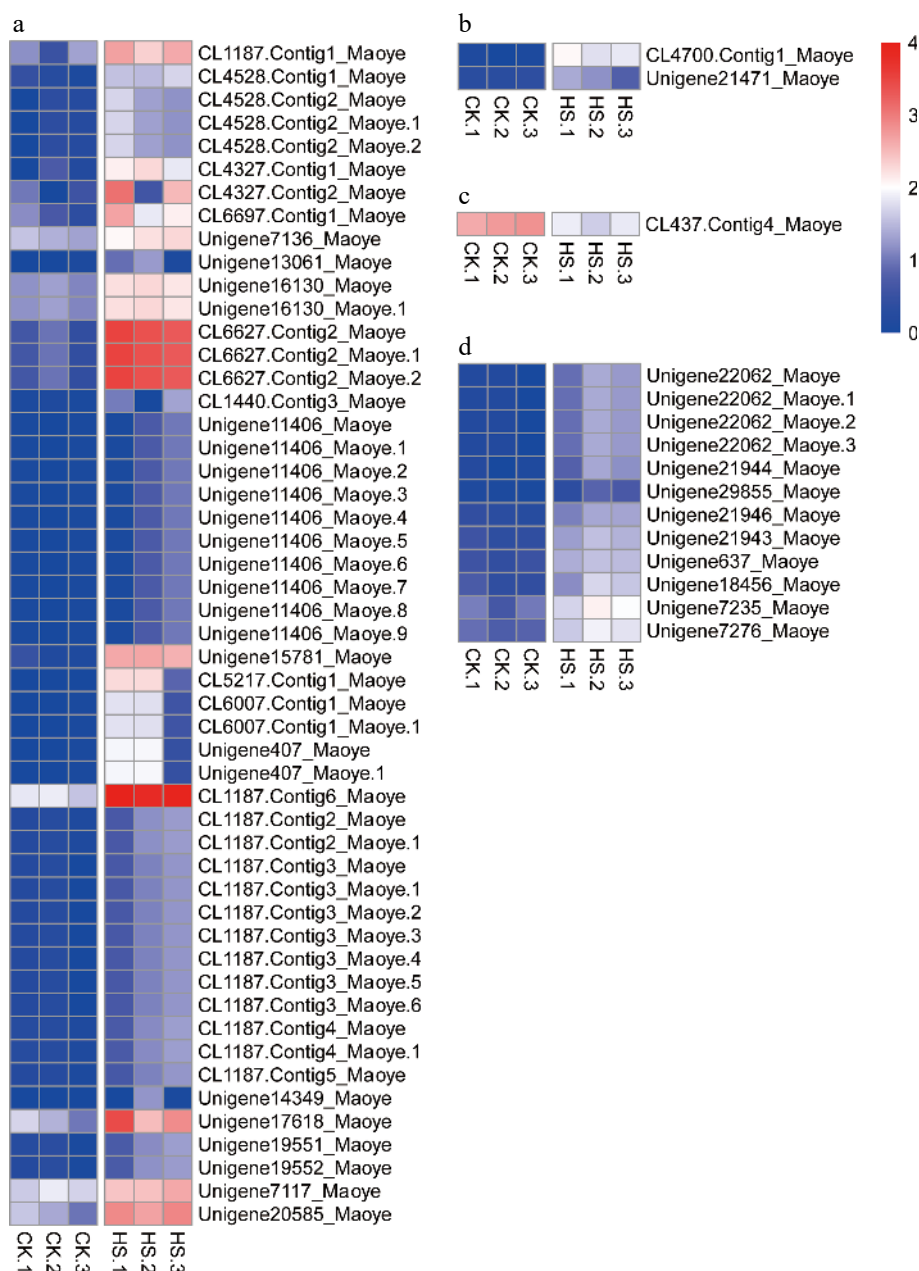 a
CL1187.Contig1_Maoye
CL4528.Contig1_Maoye
CL4528.Contig2_Maoye
CL4528.Contig2_Maoye.1
CL4528.Contig2_Maoye.2
CL4327.Contig1_Maoye
CL4327.Contig2_Maoye
CL6697.Contig1_Maoye
Unigene7136_Maoye
Unigene13061_Maoye
Unigene16130_Maoye
Unigene16130_Maoye.1
CL6627.Contig2_Maoye
CL6627.Contig2_Maoye.1
CL6627.Contig2_Maoye.2
CL1440.Contig3_Maoye
Unigene11406_Maoye
Unigene11406_Maoye.1
Unigene11406_Maoye.2
Unigene11406_Maoye.3
Unigene11406_Maoye.4
Unigene11406_Maoye.5
Unigene11406_Maoye.6
Unigene11406_Maoye.7
Unigene11406_Maoye.8
Unigene11406_Maoye.9
Unigene15781_Maoye
CL5217.Contig1_Maoye
CL6007.Contig1_Maoye
CL6007.Contig1_Maoye.1
Unigene407_Maoye
Unigene407_Maoye.1
CL1187.Contig6_Maoye
CL1187.Contig2_Maoye
CL1187.Contig2_Maoye.1
CL1187.Contig3_Maoye
CL1187.Contig3_Maoye.1
CL1187.Contig3_Maoye.2
CL1187.Contig3_Maoye.3
CL1187.Contig3_Maoye.4
CL1187.Contig3_Maoye.5
CL1187.Contig3_Maoye.6
CL1187.Contig4_Maoye
CL1187.Contig4_Maoye.1
CL1187.Contig5_Maoye
Unigene14349_Maoye
Unigene17618_Maoye
Unigene19551_Maoye
Unigene19552_Maoye
Unigene7117_Maoye
Unigene20585_Maoye
CK.1
CK.2
CK.3
HS.1
HS.2
HS.3
b
CL4700.Contig1_Maoye
Unigene21471_Maoye
CK.1
CK.2
CK.3
HS.1
HS.2
HS.3
c
CL437.Contig4_Maoye
CK.1
CK.2
CK.3
HS.1
HS.2
HS.3
d
Unigene22062_Maoye
Unigene22062_Maoye.1
Unigene22062_Maoye.2
Unigene22062_Maoye.3
Unigene21944_Maoye
Unigene29855_Maoye
Unigene21946_Maoye
Unigene21943_Maoye
Unigene637_Maoye
Unigene18456_Maoye
Unigene7235_Maoye
Unigene7276_Maoye
CK.1
CK.2
CK.3
HS.1
HS.2
HS.3
4
3
2
1
0